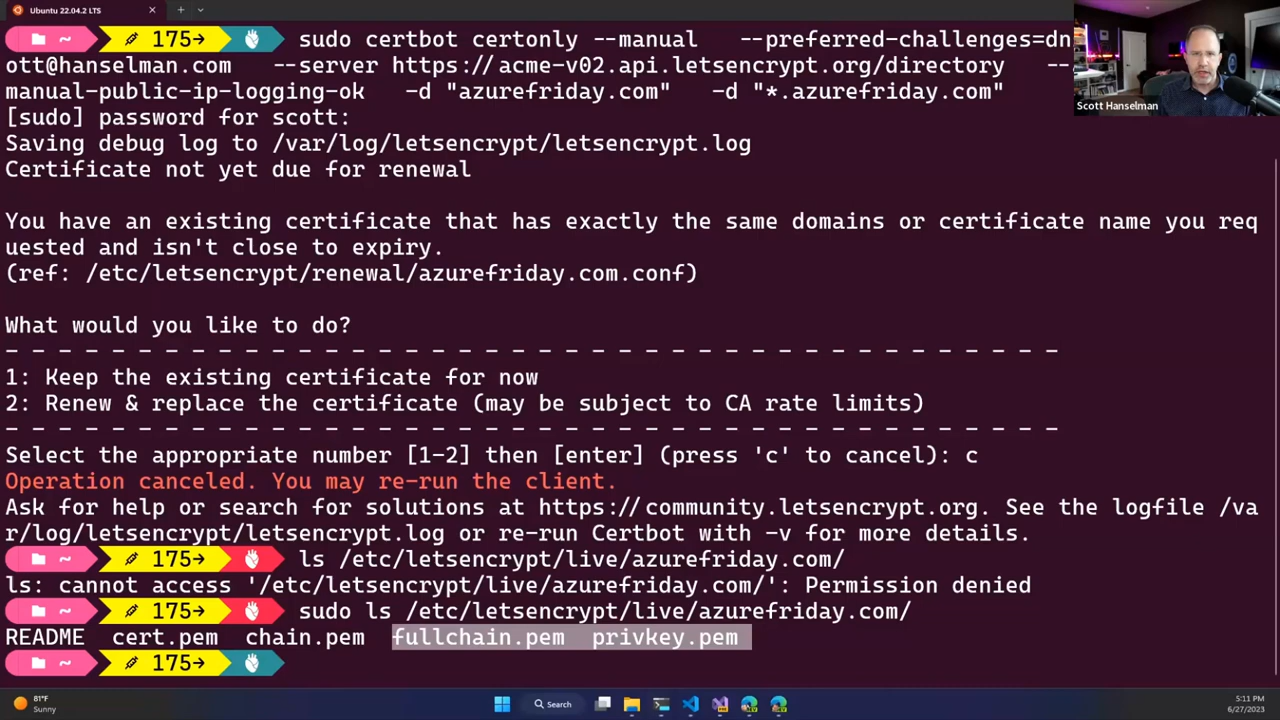 Ubuntu 22.04.2 LTS
~ 175→ sudo certbot certonly --manual --preferred-challenges=dn
ott@hanselman.com --server https://acme-v02.api.letsencrypt.org/directory --
manual-public-ip-logging-ok -d "azurefriday.com" -d "*.azurefriday.com"
[sudo] password for scott:
Saving debug log to /var/log/letsencrypt/letsencrypt.log
Certificate not yet due for renewal
You have an existing certificate that has exactly the same domains or certificate name you req
uested and isn't close to expiry.
(ref: /etc/letsencrypt/renewal/azurefriday.com.conf)
What would you like to do?
- - - - - - - - - - - - - - - - - - - - - - - - - - - - - - - - - - - - - - - -
1: Keep the existing certificate for now
2: Renew & replace the certificate (may be subject to CA rate limits)
- - - - - - - - - - - - - - - - - - - - - - - - - - - - - - - - - - - - - - - -
Select the appropriate number [1-2] then [enter] (press 'c' to cancel): c
Operation canceled. You may re-run the client.
Ask for help or search for solutions at https://community.letsencrypt.org. See the logfile /va
r/log/letsencrypt/letsencrypt.log or re-run Certbot with -v for more details.
~ 175→ ls /etc/letsencrypt/live/azurefriday.com/
ls: cannot access '/etc/letsencrypt/live/azurefriday.com/': Permission denied
~ 175→ sudo ls /etc/letsencrypt/live/azurefriday.com/
README cert.pem chain.pem fullchain.pem privkey.pem
~ 175→
Scott Hanselman
81°F
Sunny
Search
5:11 PM
6/27/2023